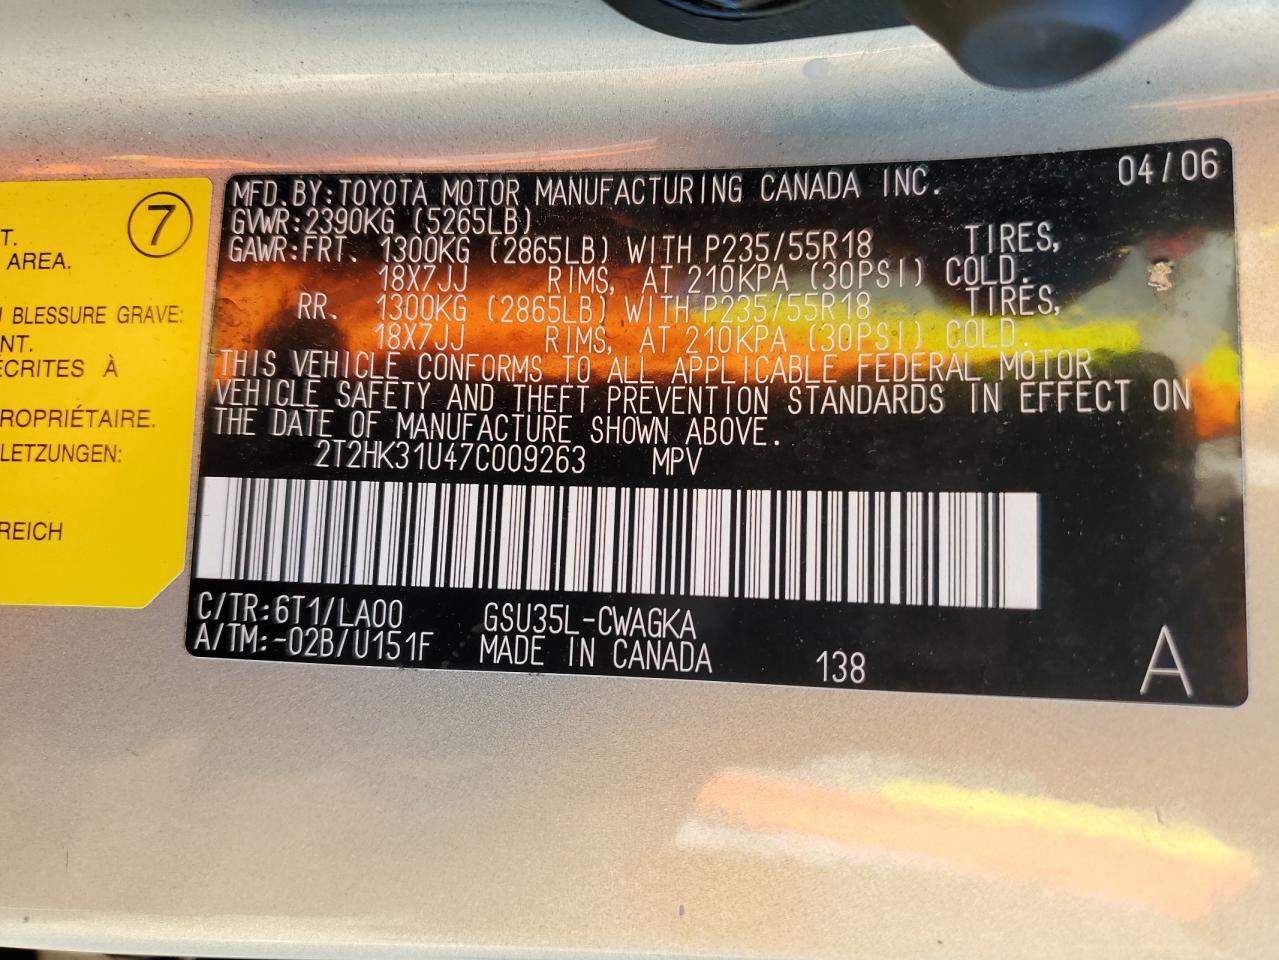 T.
AREA.
7
BLESSURE GRAVE:
NT.
ÉCRITES À
ROPRIÉTAIRE.
LETZUNGEN:
REICH
MFD.BY:TOYOTA MOTOR MANUFACTURING CANADA INC. 04/06
GVWR:2390KG (5265LB)
GAWR:FRT. 1300KG (2865LB) WITH P235/55R18 TIRES,
18X7JJ RIMS, AT 210KPA (30PSI) COLD.
RR. 1300KG (2865LB) WITH P235/55R18 TIRES,
18X7JJ RIMS, AT 210KPA (30PSI) COLD.
THIS VEHICLE CONFORMS TO ALL APPLICABLE FEDERAL MOTOR
VEHICLE SAFETY AND THEFT PREVENTION STANDARDS IN EFFECT ON
THE DATE OF MANUFACTURE SHOWN ABOVE.
2T2HK31U47C009263 MPV
C/TR:6T1/LA00 GSU35L-CWAGKA
A/TM:-02B/U151F MADE IN CANADA 138 A